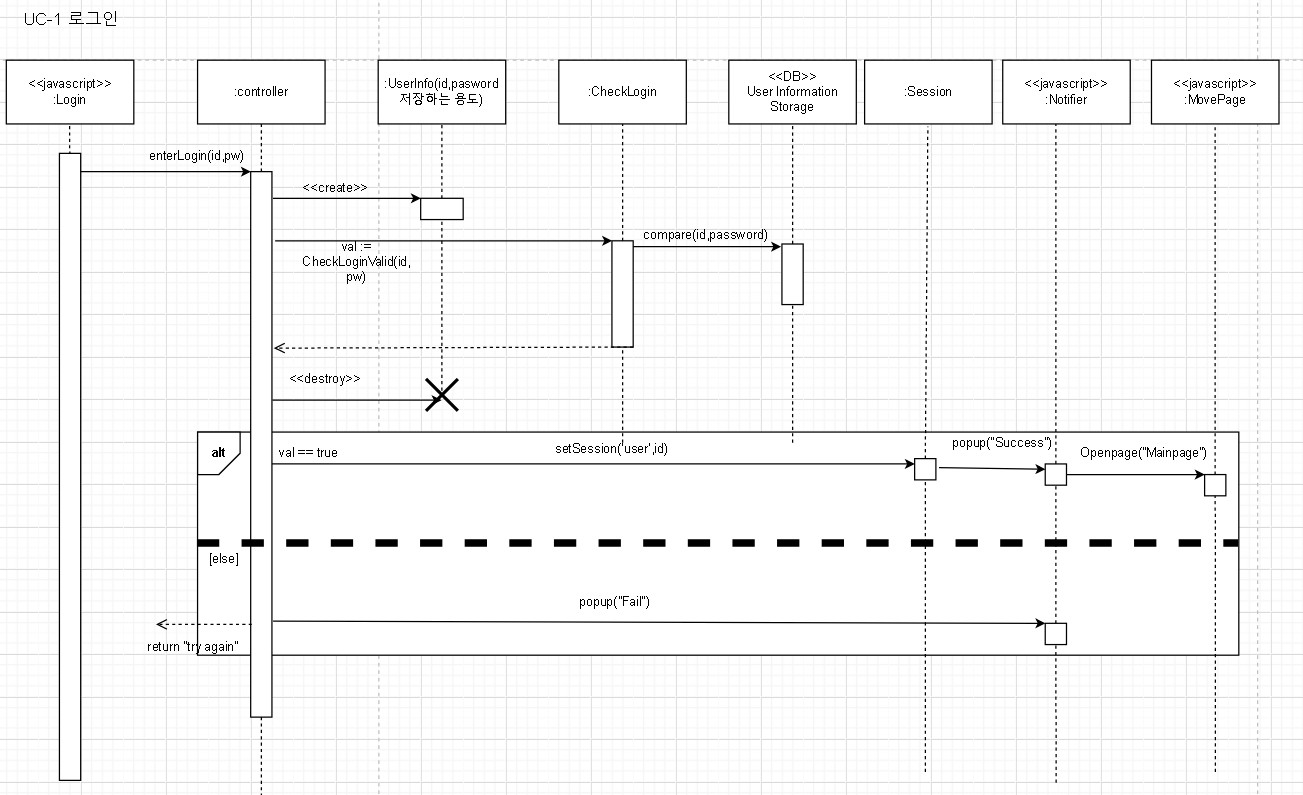 UC-1 로그인
<<javascript>>
:Login
:controller
:UserInfo(id,pasword
저장하는 용도)
:CheckLogin
<<DB>>
User Information
Storage
:Session
<<javascript>>
:Notifier
<<javascript>>
:MovePage
enterLogin(id,pw)
<<create>>
compare(id,password)
val :=
CheckLoginValid(id,
pw)
<<destroy>>
alt
val == true
setSession('user',id)
popup("Success")
Openpage("Mainpage")
[else]
popup("Fail")
return "try again"